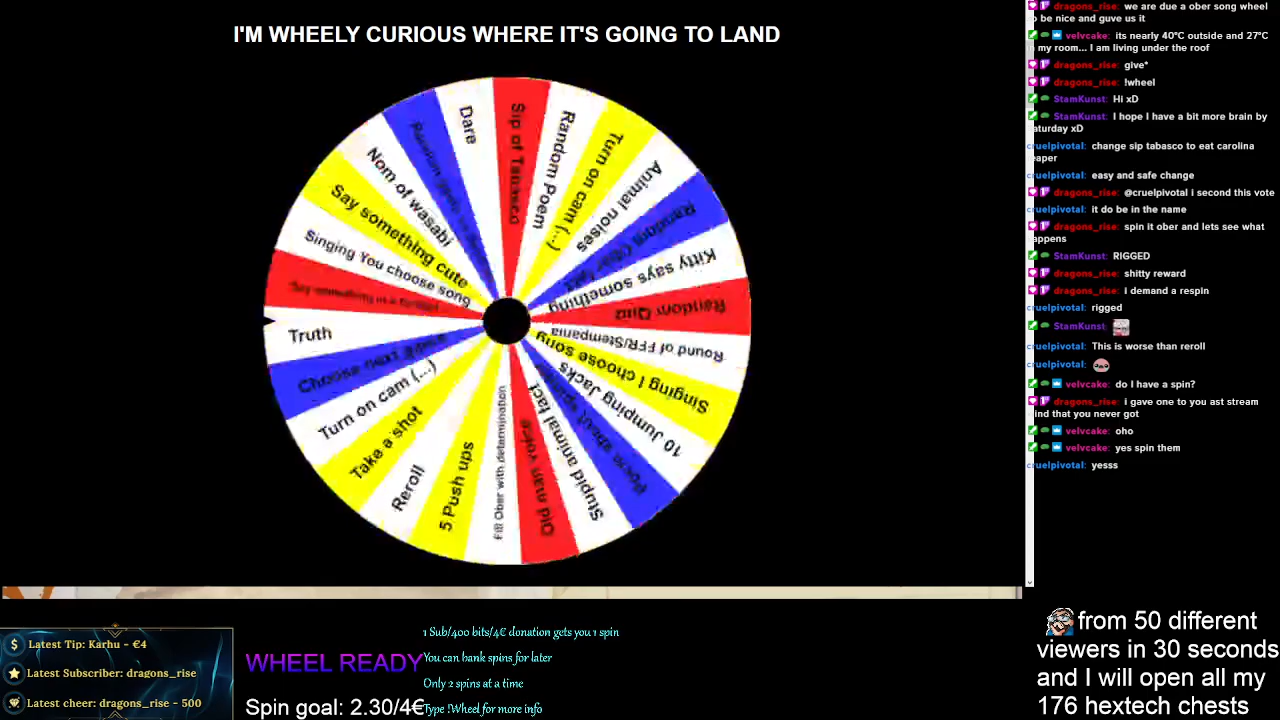 I'M WHEELY CURIOUS WHERE IT'S GOING TO LAND
Dare
Sip of Tabasco
Random Poem
Turn on cam (...)
Animal noises
Kitty says something
Random Quiz
Round of FFR/Stempania
Singing I choose song
10 Jumping Jacks
Stupid animal fact
Old man voice
Fill Ober with determination
5 Push ups
Reroll
Take a shot
Turn on cam (...)
Truth
Singing You choose song
Say something cute
Nom of wasabi
dragons_rise: we are due a ober song wheel
be nice and guve us it
velvcake: its nearly 40°C outside and 27°C
my room... I am living under the roof
dragons_rise: give*
dragons_rise: !wheel
StamKunst: Hi xD
StamKunst: I hope I have a bit more brain by
aturday xD
cruelpivotal: change sip tabasco to eat carolina
eaper
cruelpivotal: easy and safe change
dragons_rise: @cruelpivotal i second this vote
cruelpivotal: it do be in the name
dragons_rise: spin it ober and lets see what
appens
StamKunst: RIGGED
dragons_rise: shitty reward
dragons_rise: I demand a respin
cruelpivotal: rigged
StamKunst:
cruelpivotal: This is worse than reroll
cruelpivotal:
velvcake: do I have a spin?
dragons_rise: i gave one to you ast stream
ind that you never got
velvcake: oho
velvcake: yes spin them
cruelpivotal: yesss
Latest Tip: Karhu - €4
Latest Subscriber: dragons_rise
Latest cheer: dragons_rise - 500
WHEEL READY
Spin goal: 2.30/4€
1 Sub/400 bits/4€ donation gets you 1 spin
You can bank spins for later
Only 2 spins at a time
Type !Wheel for more info
from 50 different
viewers in 30 seconds
and I will open all my
176 hextech chests